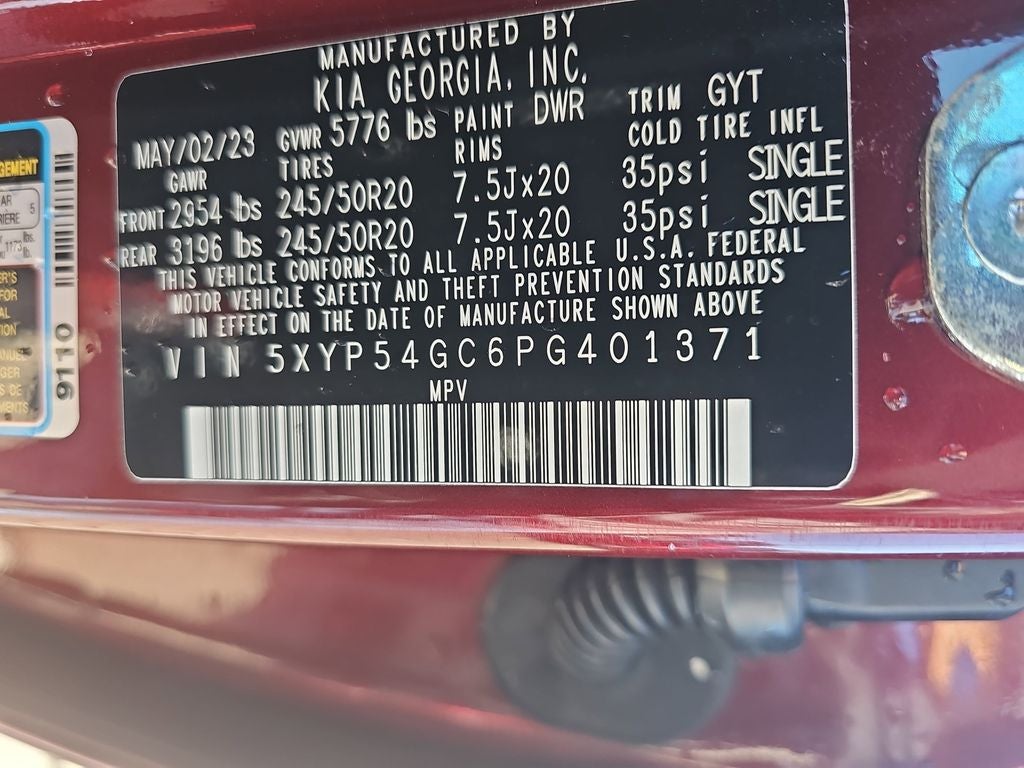 MANUFACTURED BY
KIA GEORGIA, INC.
MAY/02/23 GVWR 5776 lbs PAINT DWR TRIM GYT
GAWR TIRES RIMS COLD TIRE INFL
FRONT 2954 lbs 245/50R20 7.5Jx20 35psi SINGLE
REAR 3196 lbs 245/50R20 7.5Jx20 35psi SINGLE
THIS VEHICLE CONFORMS TO ALL APPLICABLE U.S.A. FEDERAL
MOTOR VEHICLE SAFETY AND THEFT PREVENTION STANDARDS
IN EFFECT ON THE DATE OF MANUFACTURE SHOWN ABOVE
VIN 5XYP54GC6PG401371
MPV
9110
5